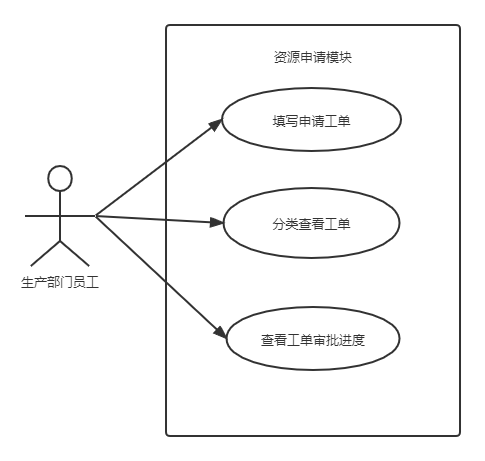 资源申请模块
填写申请工单
分类查看工单
生产部门员工
查看工单审批进度